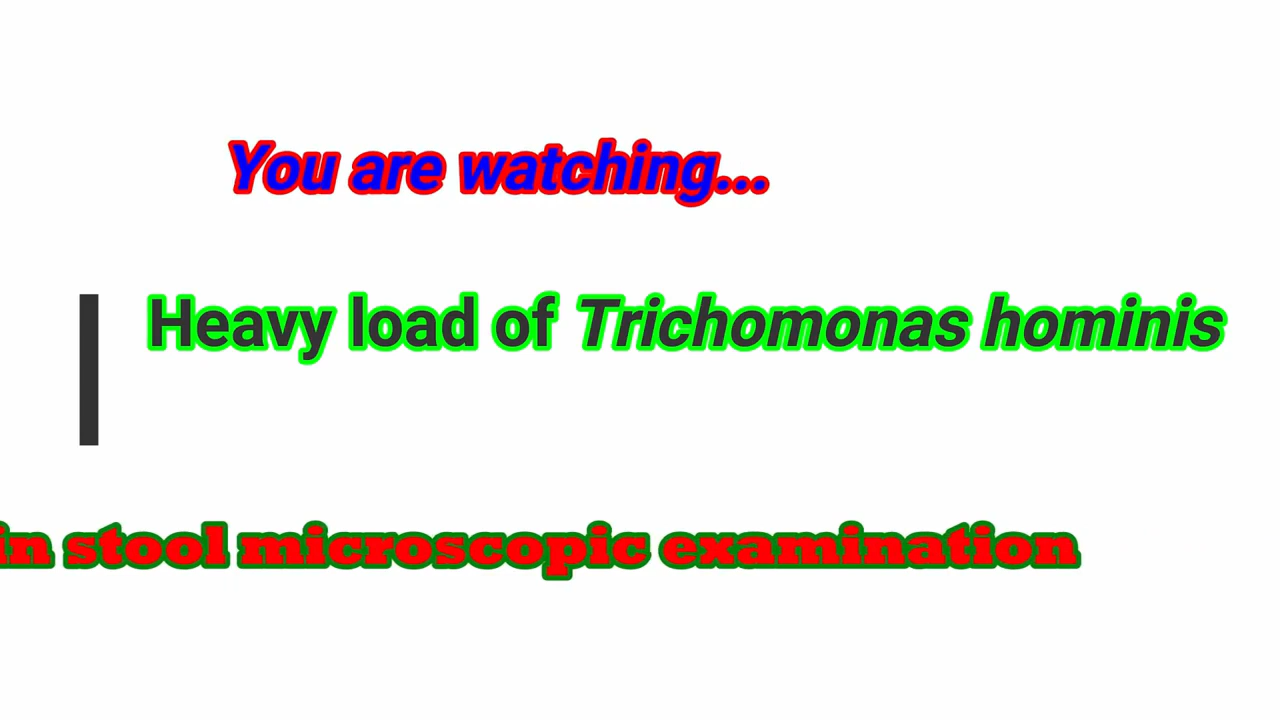 You are watching...
Heavy load of Trichomonas hominis
in stool microscopic examination